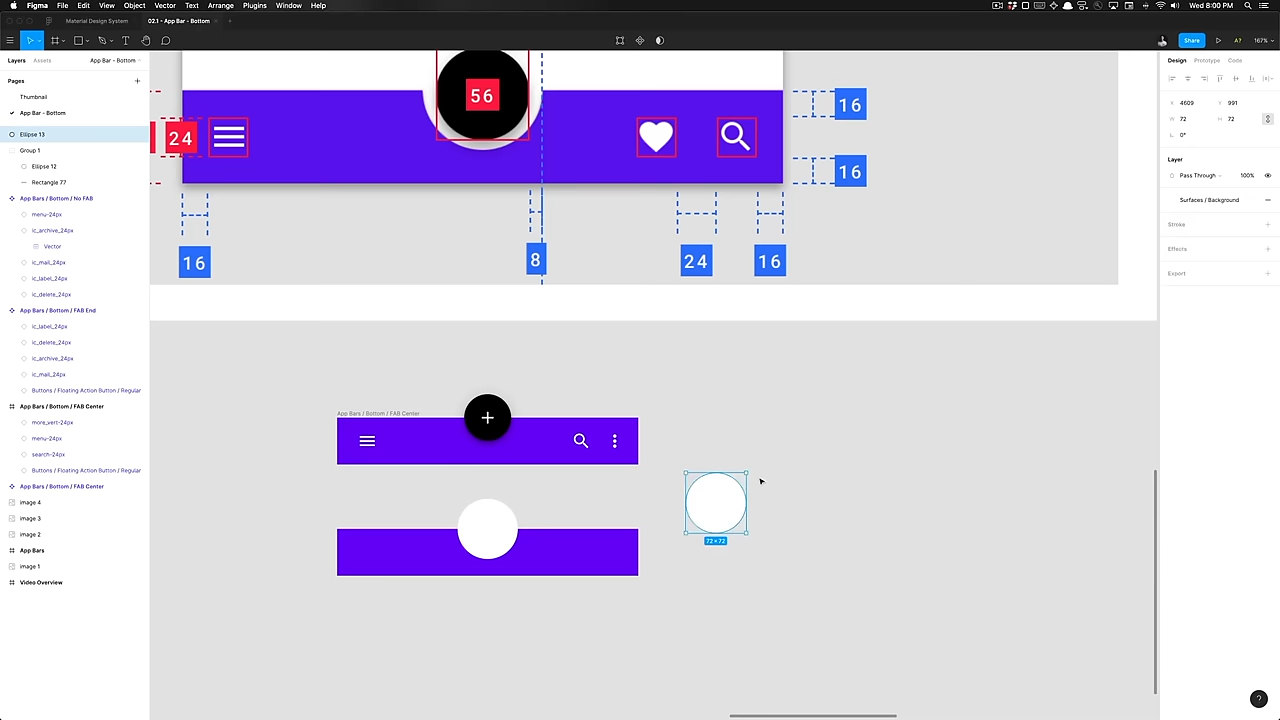 Figma File Edit View Object Vector Text Arrange Plugins Window Help
Wed 8:00 PM
Material Design System
02.1 - App Bar - Bottom
Share
A?
167%
Layers Assets App Bar - Bottom
Design Prototype Code
Pages
Thumbnail
App Bar - Bottom
Ellipse 13
Group 1
Ellipse 12
Rectangle 77
App Bars / Bottom / No FAB
menu-24px
ic_archive_24px
Vector
ic_mail_24px
ic_label_24px
ic_delete_24px
App Bars / Bottom / FAB End
ic_label_24px
ic_delete_24px
ic_archive_24px
ic_mail_24px
Buttons / Floating Action Button / Regular
App Bars / Bottom / FAB Center
more_vert-24px
menu-24px
search-24px
Buttons / Floating Action Button / Regular
App Bars / Bottom / FAB Center
image 4
image 3
image 2
App Bars
image 1
Video Overview
56
24
16
16
16
8
24
16
App Bars / Bottom / FAB Center
72 × 72
X 4609 Y 991
W 72 H 72
0°
Layer
Pass Through 100%
Surfaces / Background
Stroke
Effects
Export
?